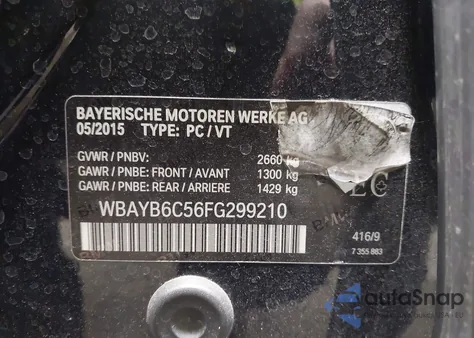 BAYERISCHE MOTOREN WERKE AG
05/2015 TYPE: PC / VT
GVWR / PNBV: 2660 kg
GAWR / PNBE: FRONT / AVANT 1300 kg
GAWR / PNBE: REAR / ARRIERE 1429 kg
WBAYB6C56FG299210
416/9
7 355 883
autaSnap